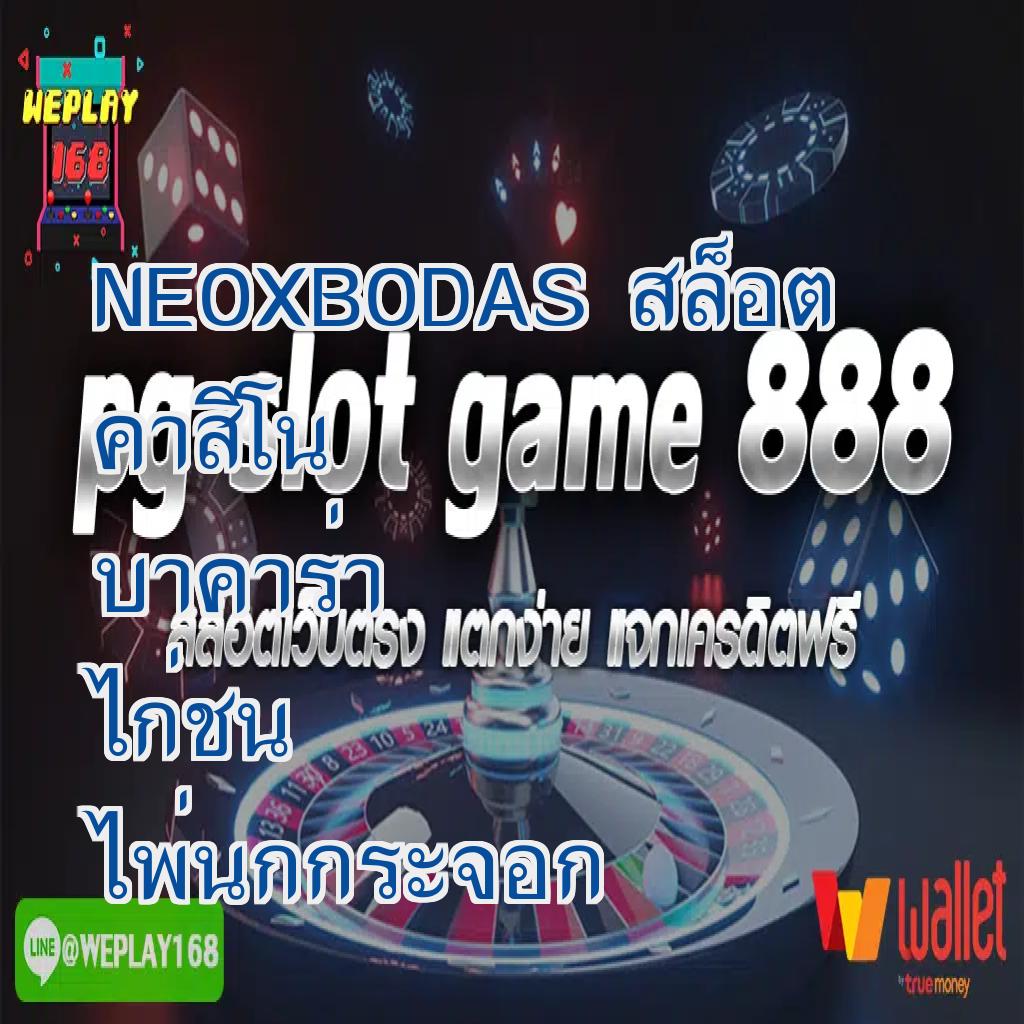 WEPLAY
168
NEOXBODAS สล็อต
pg slot game 888
คาสิโน
บาคาร่า
สล็อตเว็บตรง แตกง่าย แจกเครดิตฟรี
ไก่ชน
ไพ่นกกระจอก
LINE @WEPLAY168
wallet
by truemoney